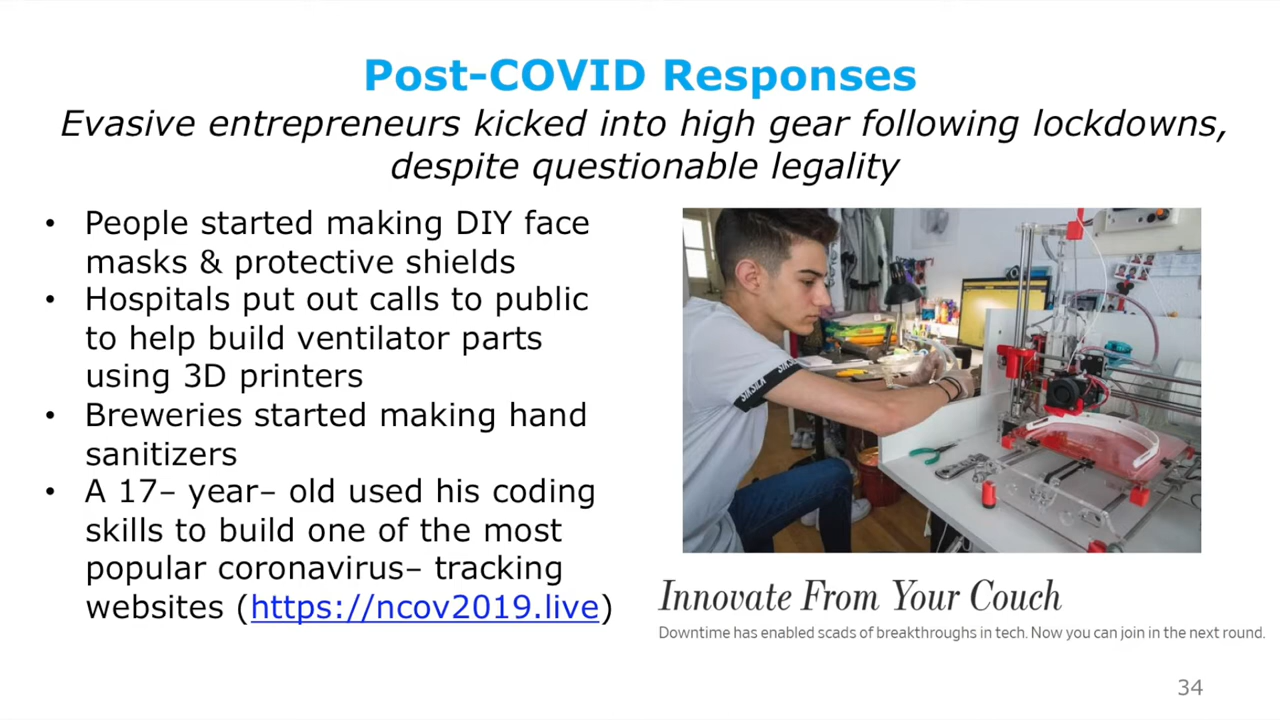 Post-COVID Responses
Evasive entrepreneurs kicked into high gear following lockdowns,
despite questionable legality
• People started making DIY face
masks & protective shields
• Hospitals put out calls to public
to help build ventilator parts
using 3D printers
• Breweries started making hand
sanitizers
• A 17– year– old used his coding
skills to build one of the most
popular coronavirus– tracking
websites (https://ncov2019.live)
SIKSILK
SIKSILK
Innovate From Your Couch
Downtime has enabled scads of breakthroughs in tech. Now you can join in the next round.
34